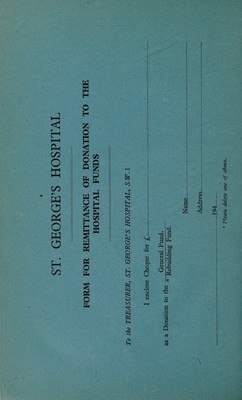 ST. GEORGE'S HOSPITAL
FORM FOR REMITTANCE OF DONATION TO THE
HOSPITAL FUNDS
To the TREASURER, ST. GEORGE'S HOSPITAL, S.W.1
I enclose Cheque for £
General Fund.
as a Donation to the * Rebuilding Fund.
Name
Address
194
* Please delete one of above.